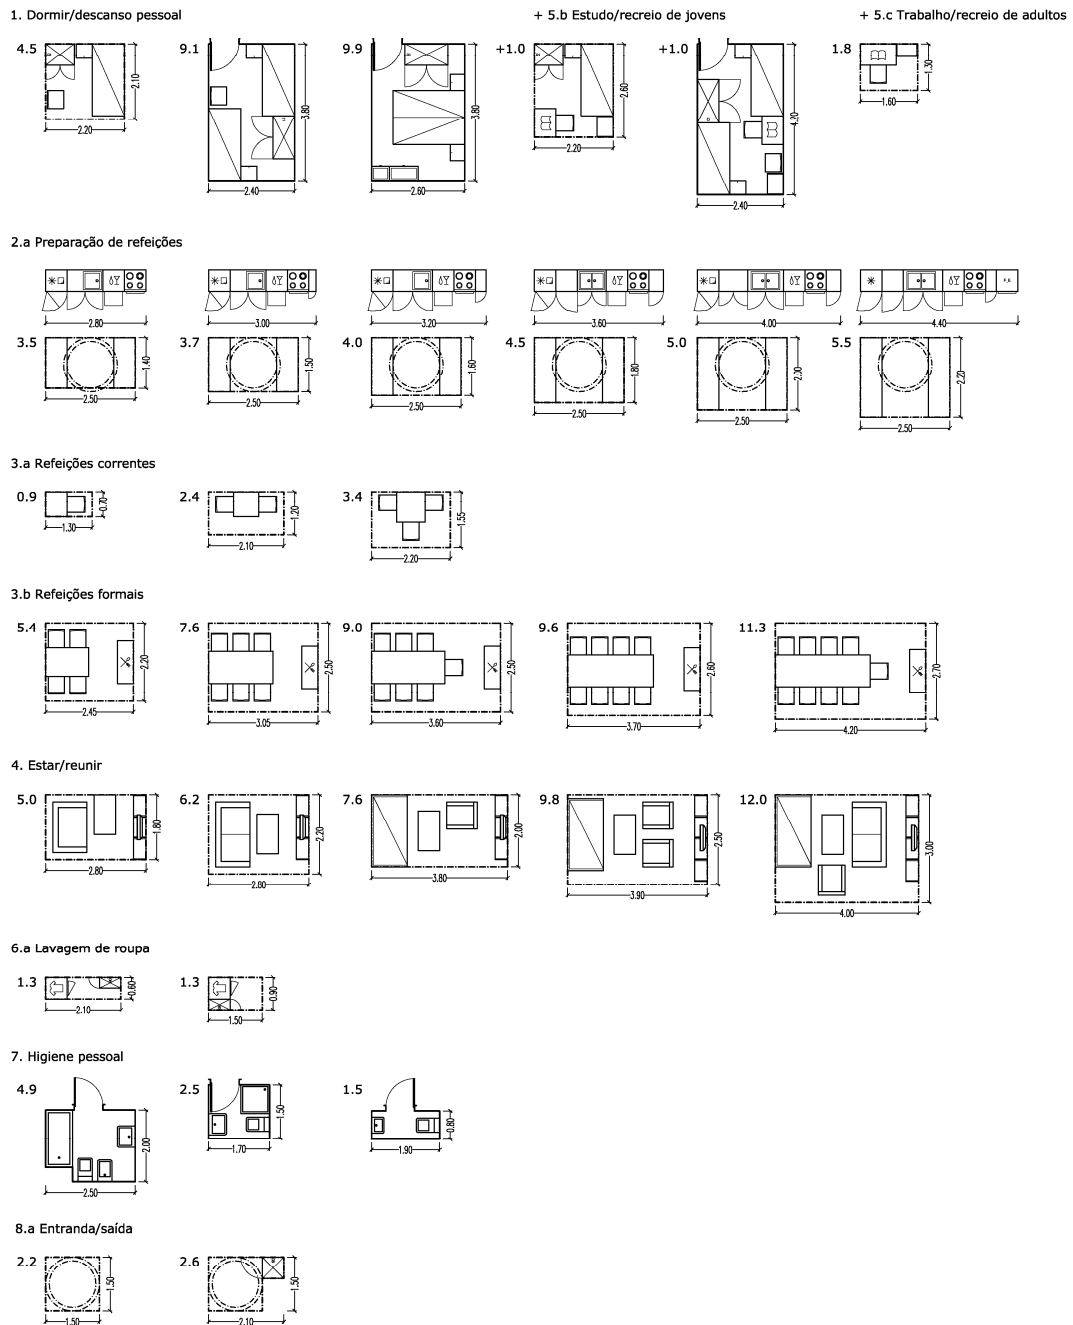 1. Dormir/descanso pessoal + 5.b Estudo/recreio de jovens + 5.c Trabalho/recreio de adultos
4.5 9.1 9.9 +1.0 +1.0 1.8
2.10 3.80 3.80 2.60 4.20 1.30
2.20 2.40 2.60 2.20 2.40 1.60
2.a Preparação de refeições
2.80 3.00 3.20 3.60 4.00 4.40
3.5 3.7 4.0 4.5 5.0 5.5
1.40 1.50 1.60 1.80 2.00 2.20
2.50 2.50 2.50 2.50 2.50 2.50
3.a Refeições correntes
0.9 2.4 3.4
0.70 1.20 1.55
1.30 2.10 2.20
3.b Refeições formais
5.4 7.6 9.0 9.6 11.3
2.20 2.50 2.50 2.60 2.70
2.45 3.05 3.60 3.70 4.20
4. Estar/reunir
5.0 6.2 7.6 9.8 12.0
1.80 2.20 2.00 2.50 3.00
2.80 2.80 3.80 3.90 4.00
6.a Lavagem de roupa
1.3 1.3
0.60 0.90
2.10 1.50
7. Higiene pessoal
4.9 2.5 1.5
2.00 1.50 0.80
2.50 1.70 1.90
8.a Entranda/saída
2.2 2.6
1.50 1.50
1.50 2.10